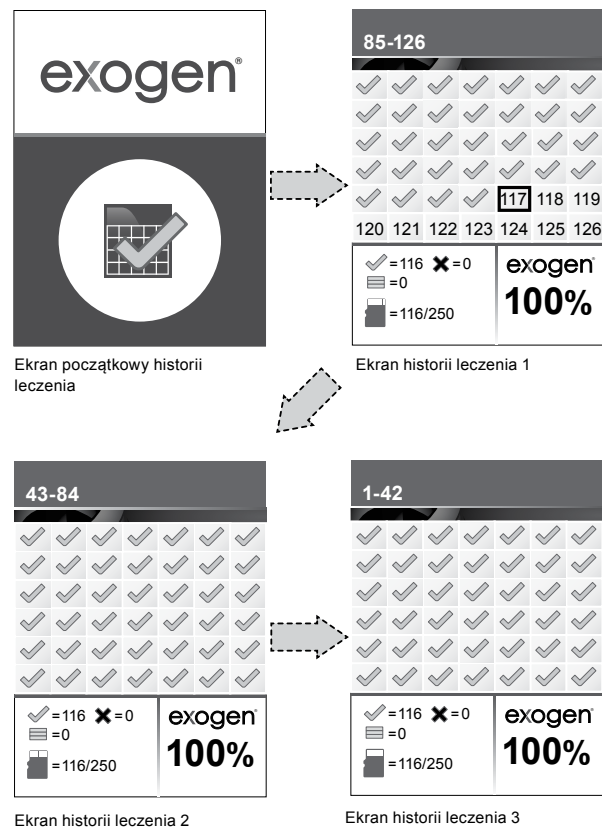 exogen®
Ekran początkowy historii
leczenia
85-126
117 118 119
120 121 122 123 124 125 126
=116 =0
=0
=116/250
exogen®
100%
Ekran historii leczenia 1
43-84
=116 =0
=0
=116/250
exogen®
100%
Ekran historii leczenia 2
1-42
=116 =0
=0
=116/250
exogen®
100%
Ekran historii leczenia 3